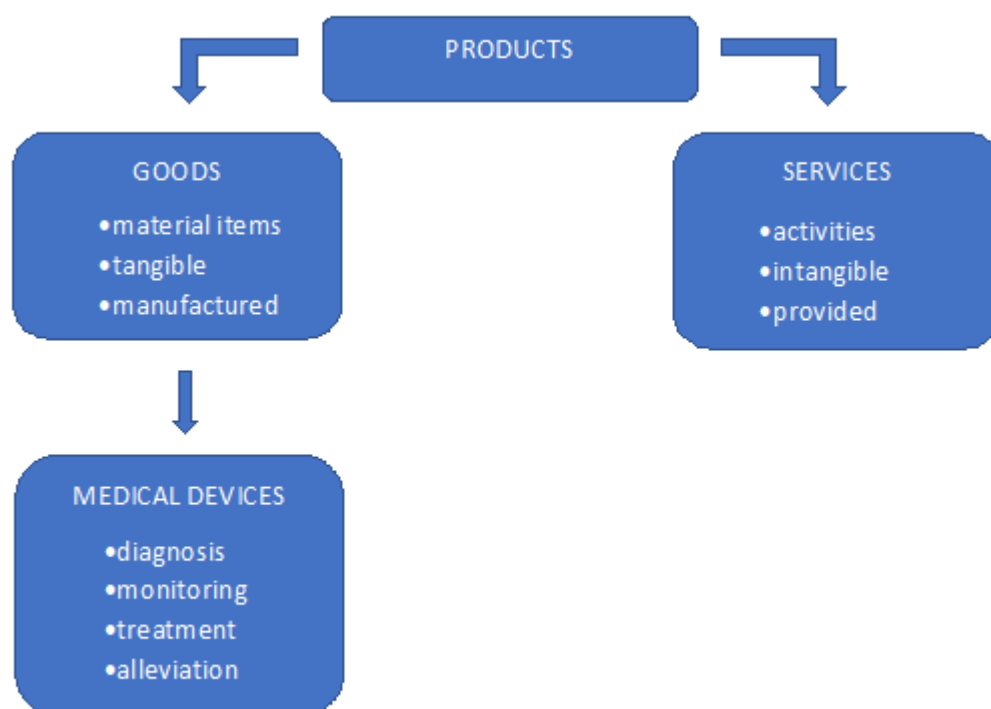 PRODUCTS
GOODS
•material items
•tangible
•manufactured
SERVICES
•activities
•intangible
•provided
MEDICAL DEVICES
•diagnosis
•monitoring
•treatment
•alleviation